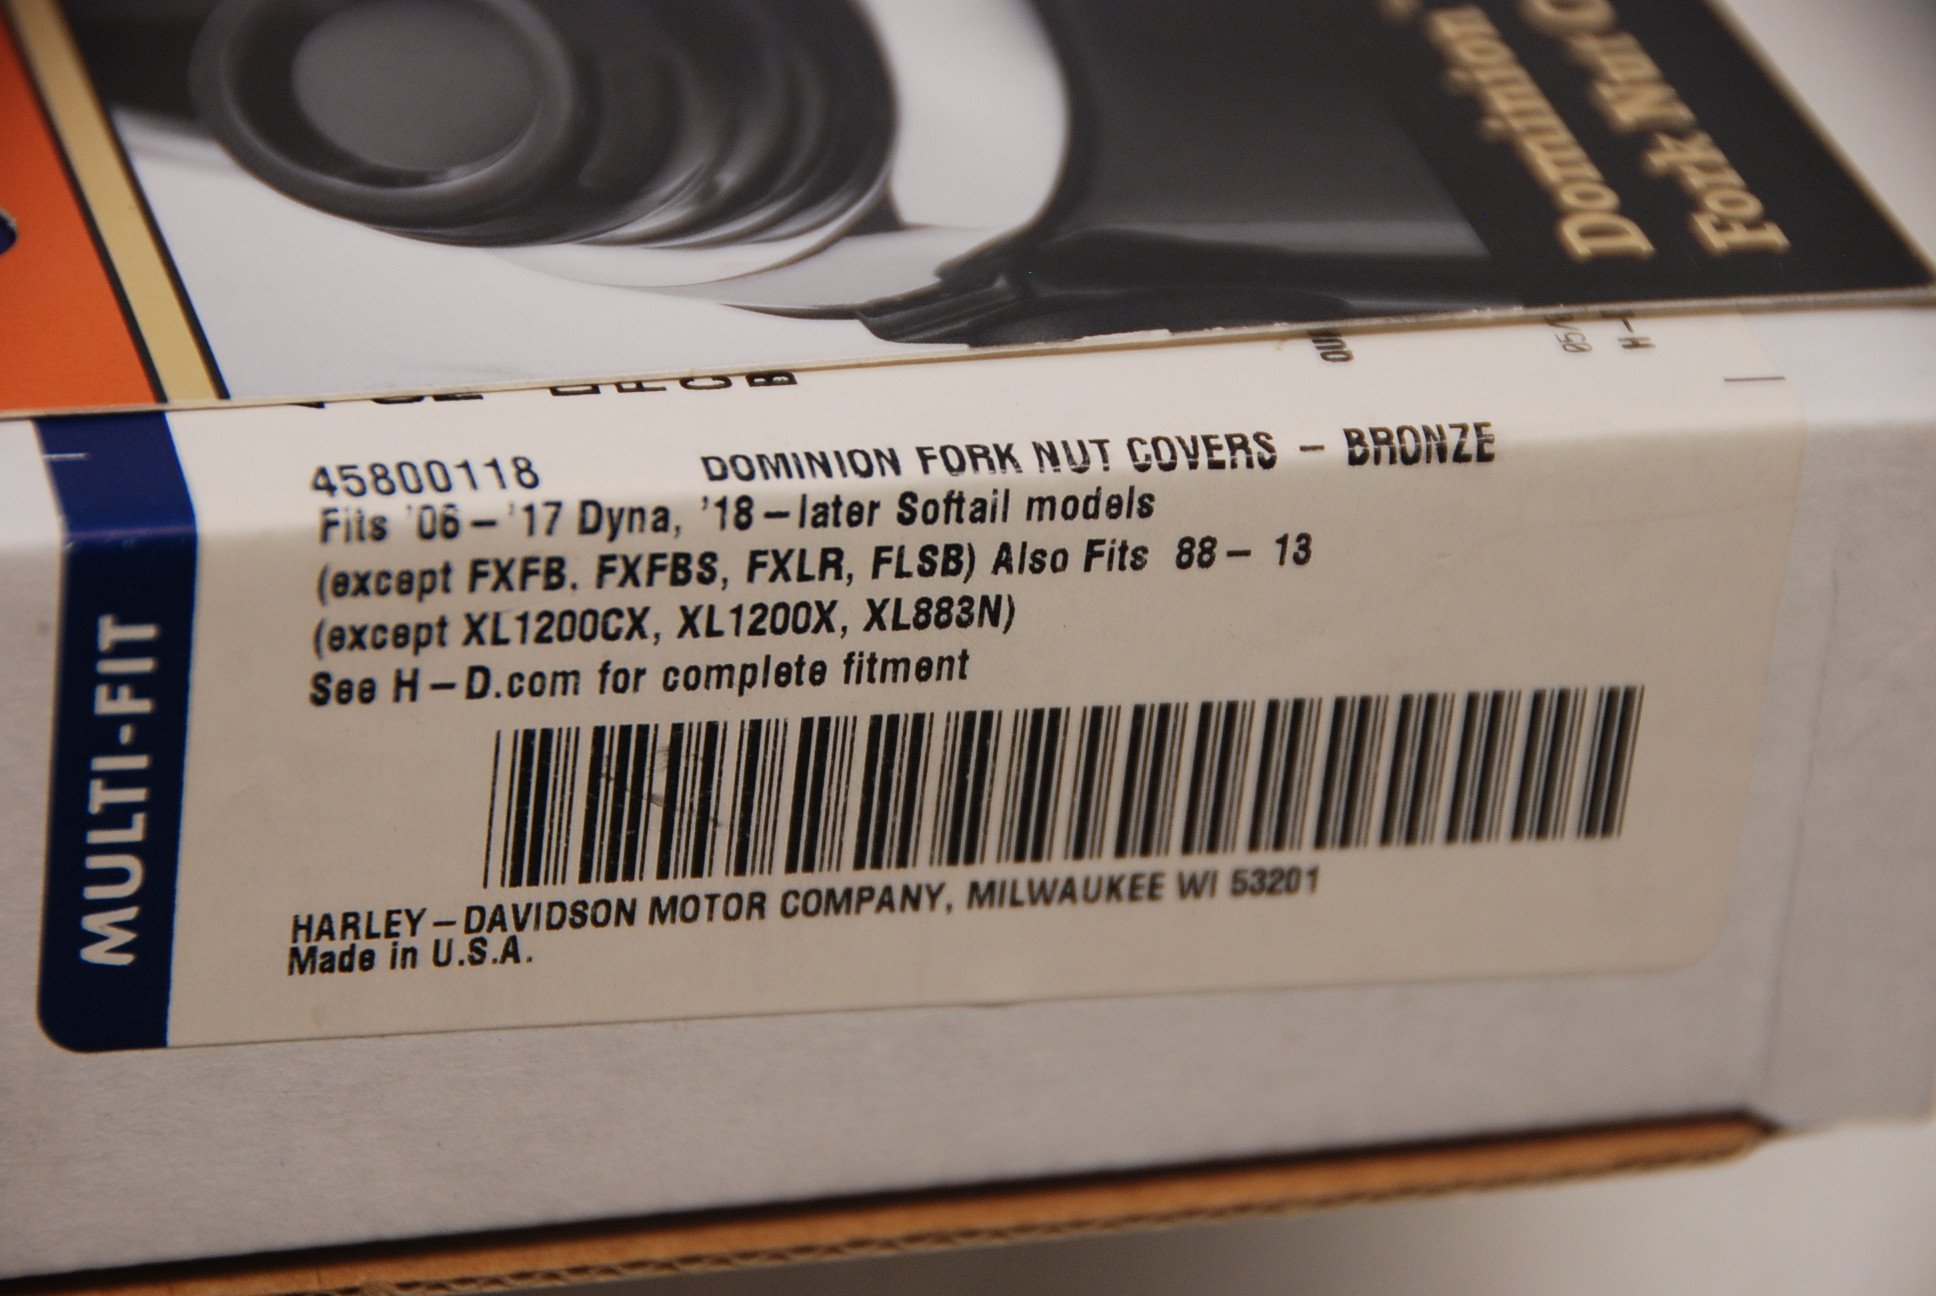 Dominion
Fork Nut
45800118 DOMINION FORK NUT COVERS – BRONZE
Fits '06–'17 Dyna, '18–later Softail models
(except FXFB. FXFBS, FXLR, FLSB) Also Fits 88– 13
(except XL1200CX, XL1200X, XL883N)
See H–D.com for complete fitment
HARLEY–DAVIDSON MOTOR COMPANY, MILWAUKEE WI 53201
Made in U.S.A.
MULTI-FIT